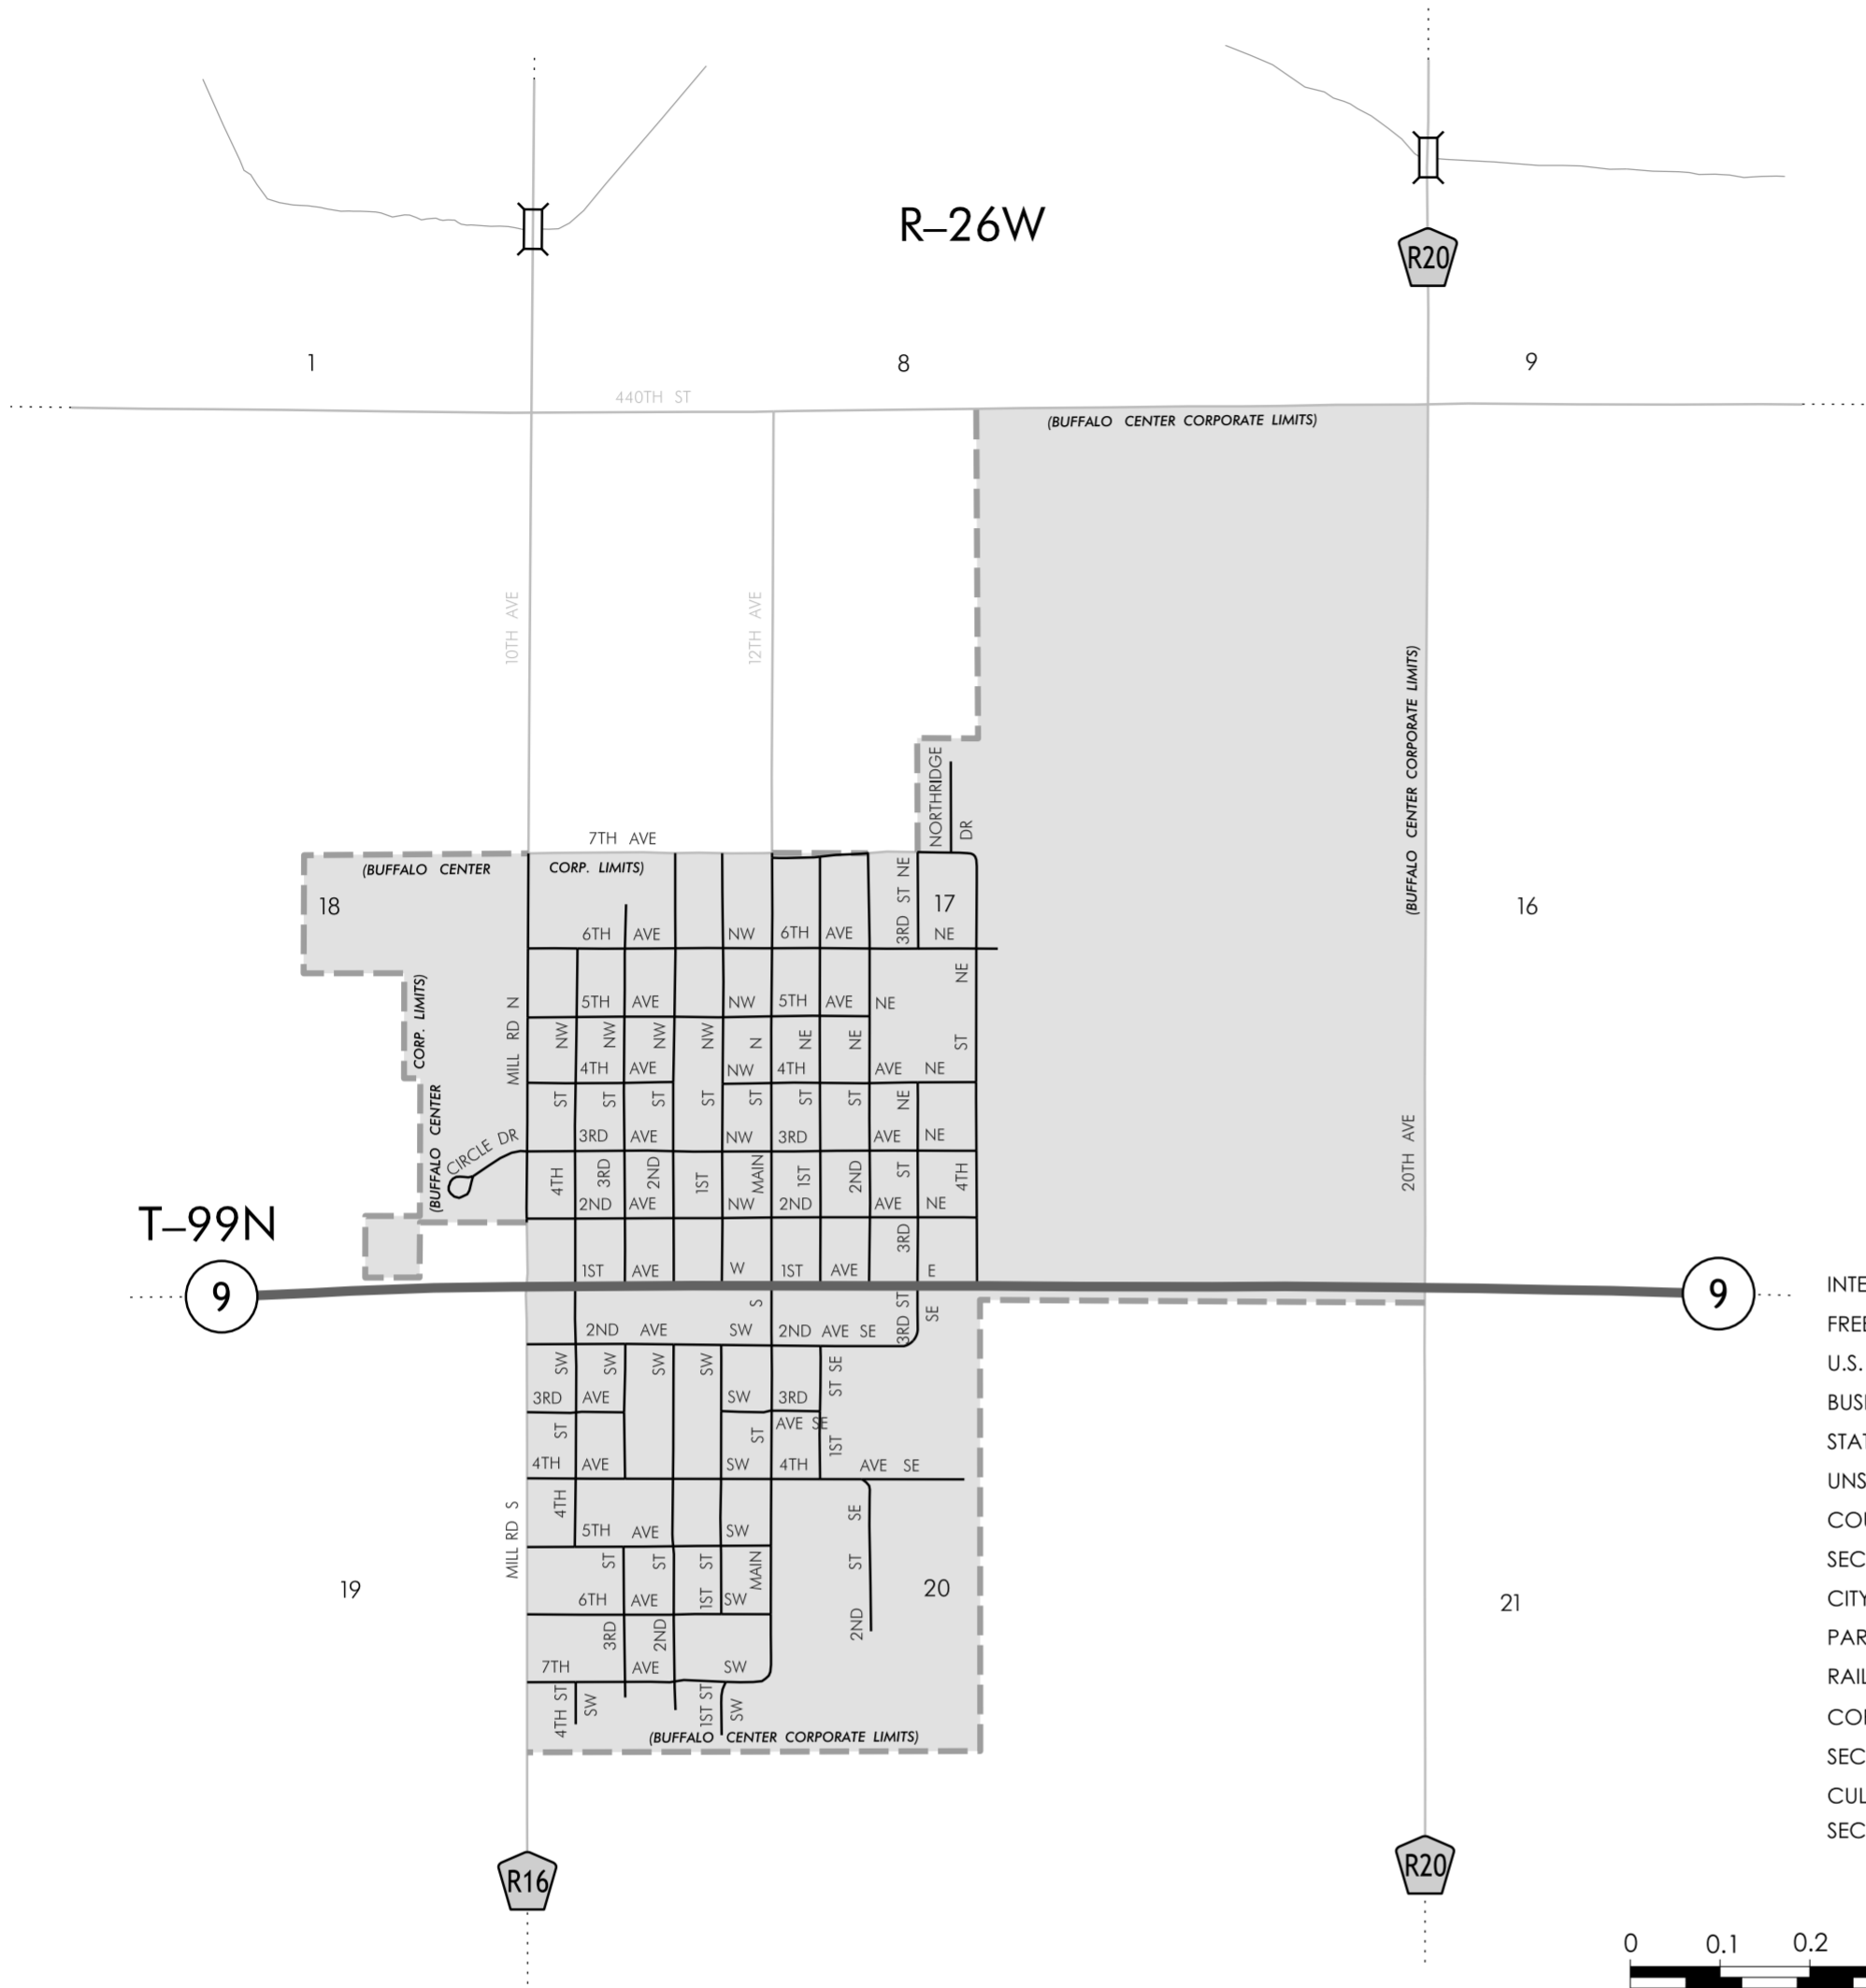 R–26W
R20
1
8
9
440TH ST
(BUFFALO CENTER CORPORATE LIMITS)
10TH AVE
12TH AVE
(BUFFALO CENTER CORPORATE LIMITS)
NORTHRIDGE DR
7TH AVE
(BUFFALO CENTER CORP. LIMITS)
18
3RD ST NE
17
16
6TH AVE NW 6TH AVE NE
(BUFFALO CENTER CORP. LIMITS)
MILL RD N
5TH AVE NW 5TH AVE NE
4TH ST NW
3RD ST NW
2ND ST NW
1ST ST NW
MAIN ST N
1ST ST NE
2ND ST NE
3RD ST NE
4TH ST NE
4TH AVE NW 4TH AVE NE
CIRCLE DR
3RD AVE NW 3RD AVE NE
20TH AVE
2ND AVE NW 2ND AVE NE
T–99N
9
1ST AVE W 1ST AVE E
9
2ND AVE SW 2ND AVE SE
3RD ST SE
4TH ST SW
3RD ST SW
2ND ST SW
1ST ST SW
MAIN ST S
1ST ST SE
3RD AVE SW 3RD AVE SE
4TH AVE SW 4TH AVE SE
MILL RD S
2ND ST SE
5TH AVE SW
19
6TH AVE SW
20
21
7TH AVE SW
4TH ST SW
1ST ST SW
(BUFFALO CENTER CORPORATE LIMITS)
R16
R20
U.S.
0 0.1 0.2